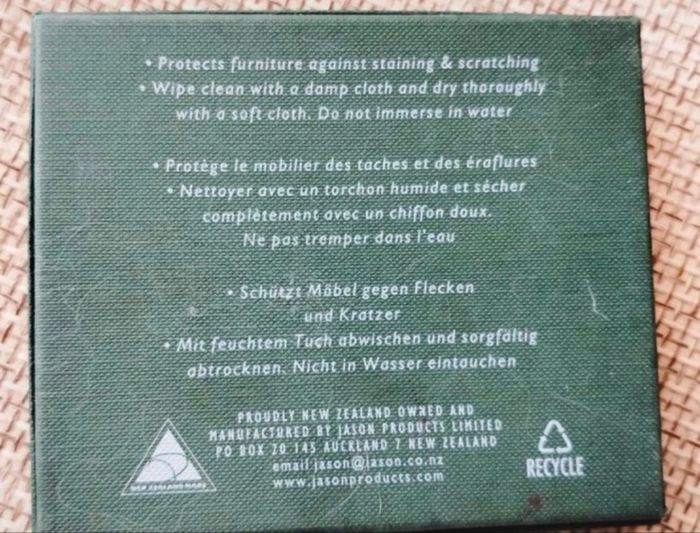 • Protects furniture against staining & scratching
• Wipe clean with a damp cloth and dry thoroughly
with a soft cloth. Do not immerse in water
• Protège le mobilier des taches et des éraflures
• Nettoyer avec un torchon humide et sécher
complètement avec un chiffon doux.
Ne pas tremper dans l'eau
• Schützt Möbel gegen Flecken
und Kratzer
• Mit feuchtem Tuch abwischen und sorgfältig
abtrocknen. Nicht in Wasser eintauchen
PROUDLY NEW ZEALAND OWNED AND
MANUFACTURED BY JASON PRODUCTS LIMITED
PO BOX 20 145 AUCKLAND 7 NEW ZEALAND
email jason@jason.co.nz
www.jasonproducts.com
NEW ZEALAND MADE
RECYCLE